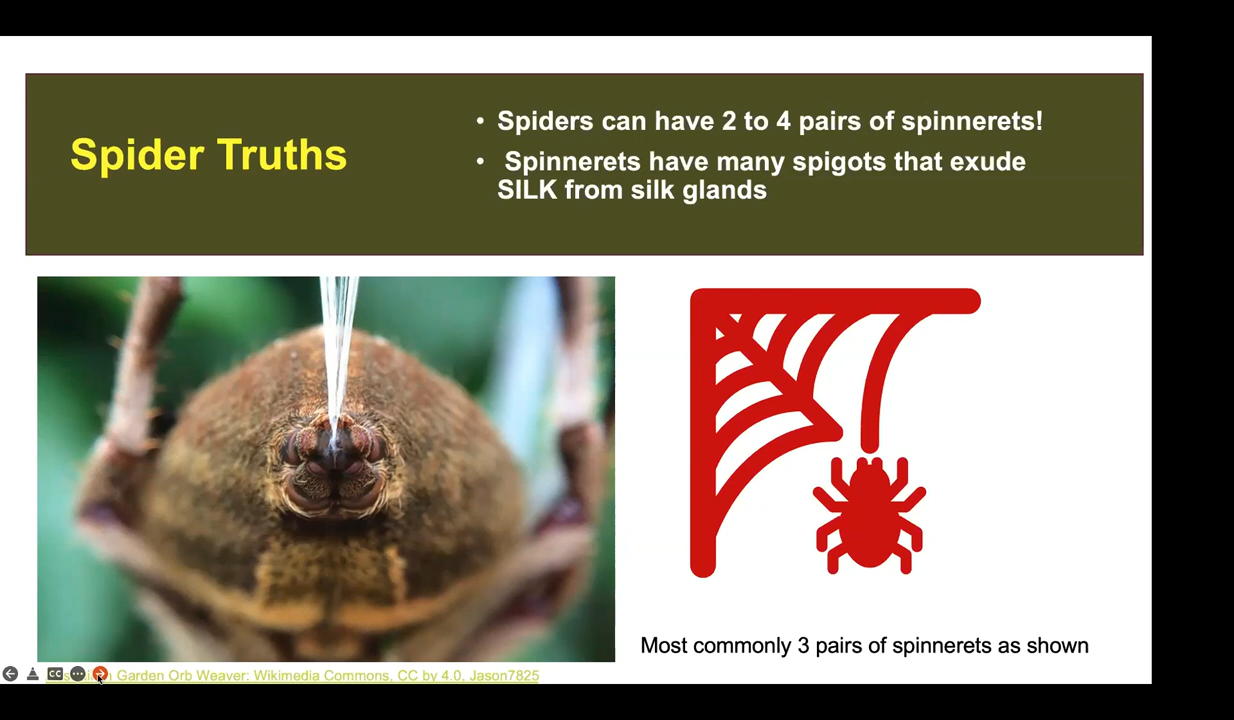 Spider Truths
• Spiders can have 2 to 4 pairs of spinnerets!
• Spinnerets have many spigots that exude
SILK from silk glands
Most commonly 3 pairs of spinnerets as shown
CC
Garden Orb Weaver: Wikimedia Commons, CC by 4.0, Jason7825